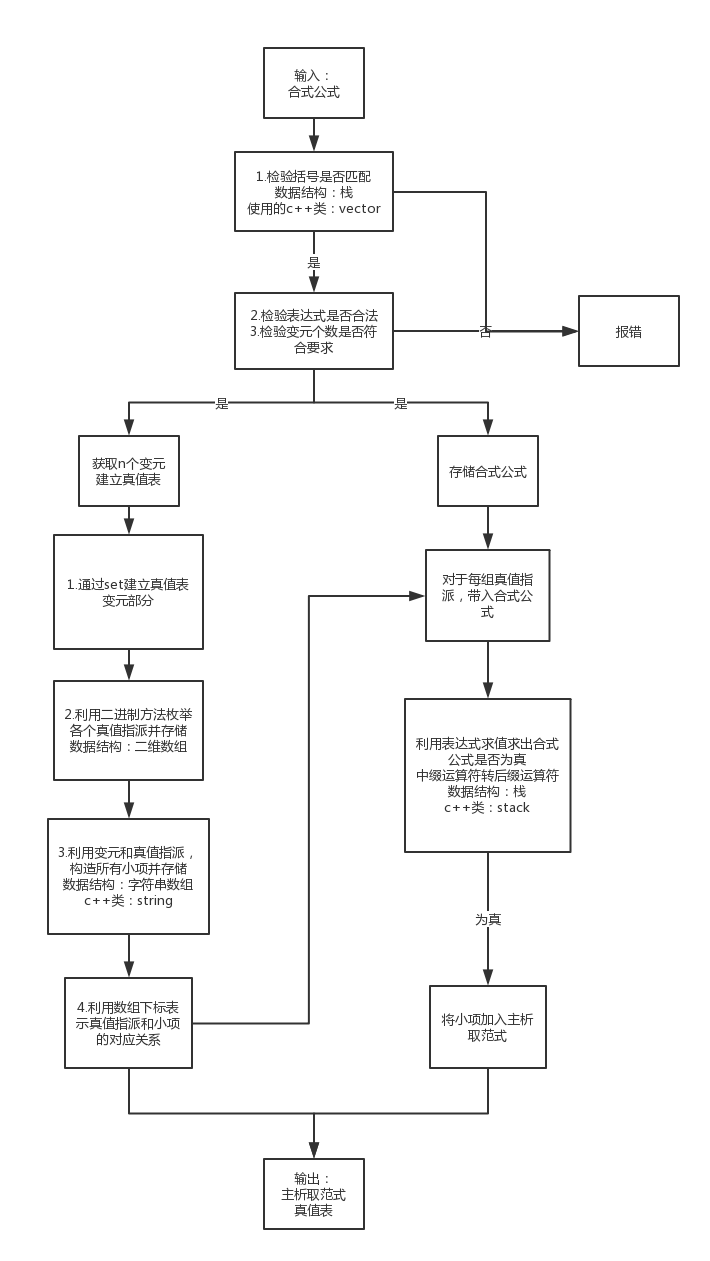 输入：
合式公式
1.检验括号是否匹配
数据结构：栈
使用的c++类：vector
是
2.检验表达式是否合法
3.检验变元个数是否符
合要求
否
报错
是
是
获取n个变元
建立真值表
存储合式公式
1.通过set建立真值表
变元部分
对于每组真值指
派，带入合式公
式
2.利用二进制方法枚举
各个真值指派并存储
数据结构：二维数组
利用表达式求值求出合式
公式是否为真
中缀运算符转后缀运算符
数据结构：栈
c++类：stack
3.利用变元和真值指派，
构造所有小项并存储
数据结构：字符串数组
c++类：string
为真
4.利用数组下标表
示真值指派和小项
的对应关系
将小项加入主析
取范式
输出：
主析取范式
真值表